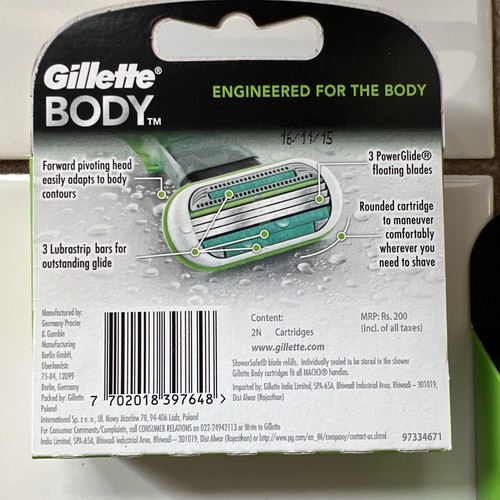 Gillette®
BODY™
ENGINEERED FOR THE BODY
16/11/15
Forward pivoting head
easily adapts to body
contours
3 PowerGlide®
floating blades
3 Lubrastrip bars for
outstanding glide
Rounded cartridge
to maneuver
comfortably
wherever you
need to shave
Manufactured by:
Germany Procter
& Gamble
Manufacturing
Berlin GmbH,
Oberlandstr.
75-84, 12099
Berlin, Germany
Packed by: Gillette
Poland
International Sp. z o. o., Ul. Nowy Józefów 70, 94-406 Lódz, Poland
7 702018 397648 >
Content:
2N Cartridges
www.gillette.com
MRP: Rs. 200
(Incl. of all taxes)
ShowerSafe® blade refills. Individually sealed to be stored in the shower
Gillette Body cartridges fit all MACH3® handles.
Imported by: Gillette India Limited, SPA-65A, Bhiwadi Industrial Area, Bhiwadi – 301019,
Dist Alwar (Rajasthan)
For Consumer Comments/Complaints, call CONSUMER RELATIONS on 022-24942113 or Write to Gillette
India Limited, SPA-65A, Bhiwadi Industrial Area, Bhiwadi – 301019, Dist Alwar (Rajasthan) or http://www.pg.com/en_IN/company/contact-us.shtml
97334671